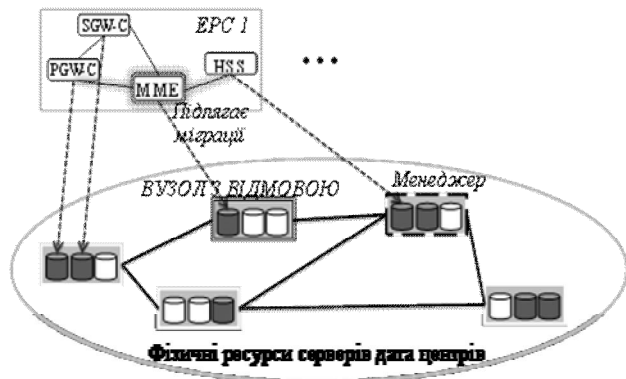 SGW-C
EPC 1
PGW-C
HSS
...
MME
Підлягає
міграції
ВУЗОЛ З ВІДМОВОЮ
Менеджер
Фізичні ресурси серверів дата центрів